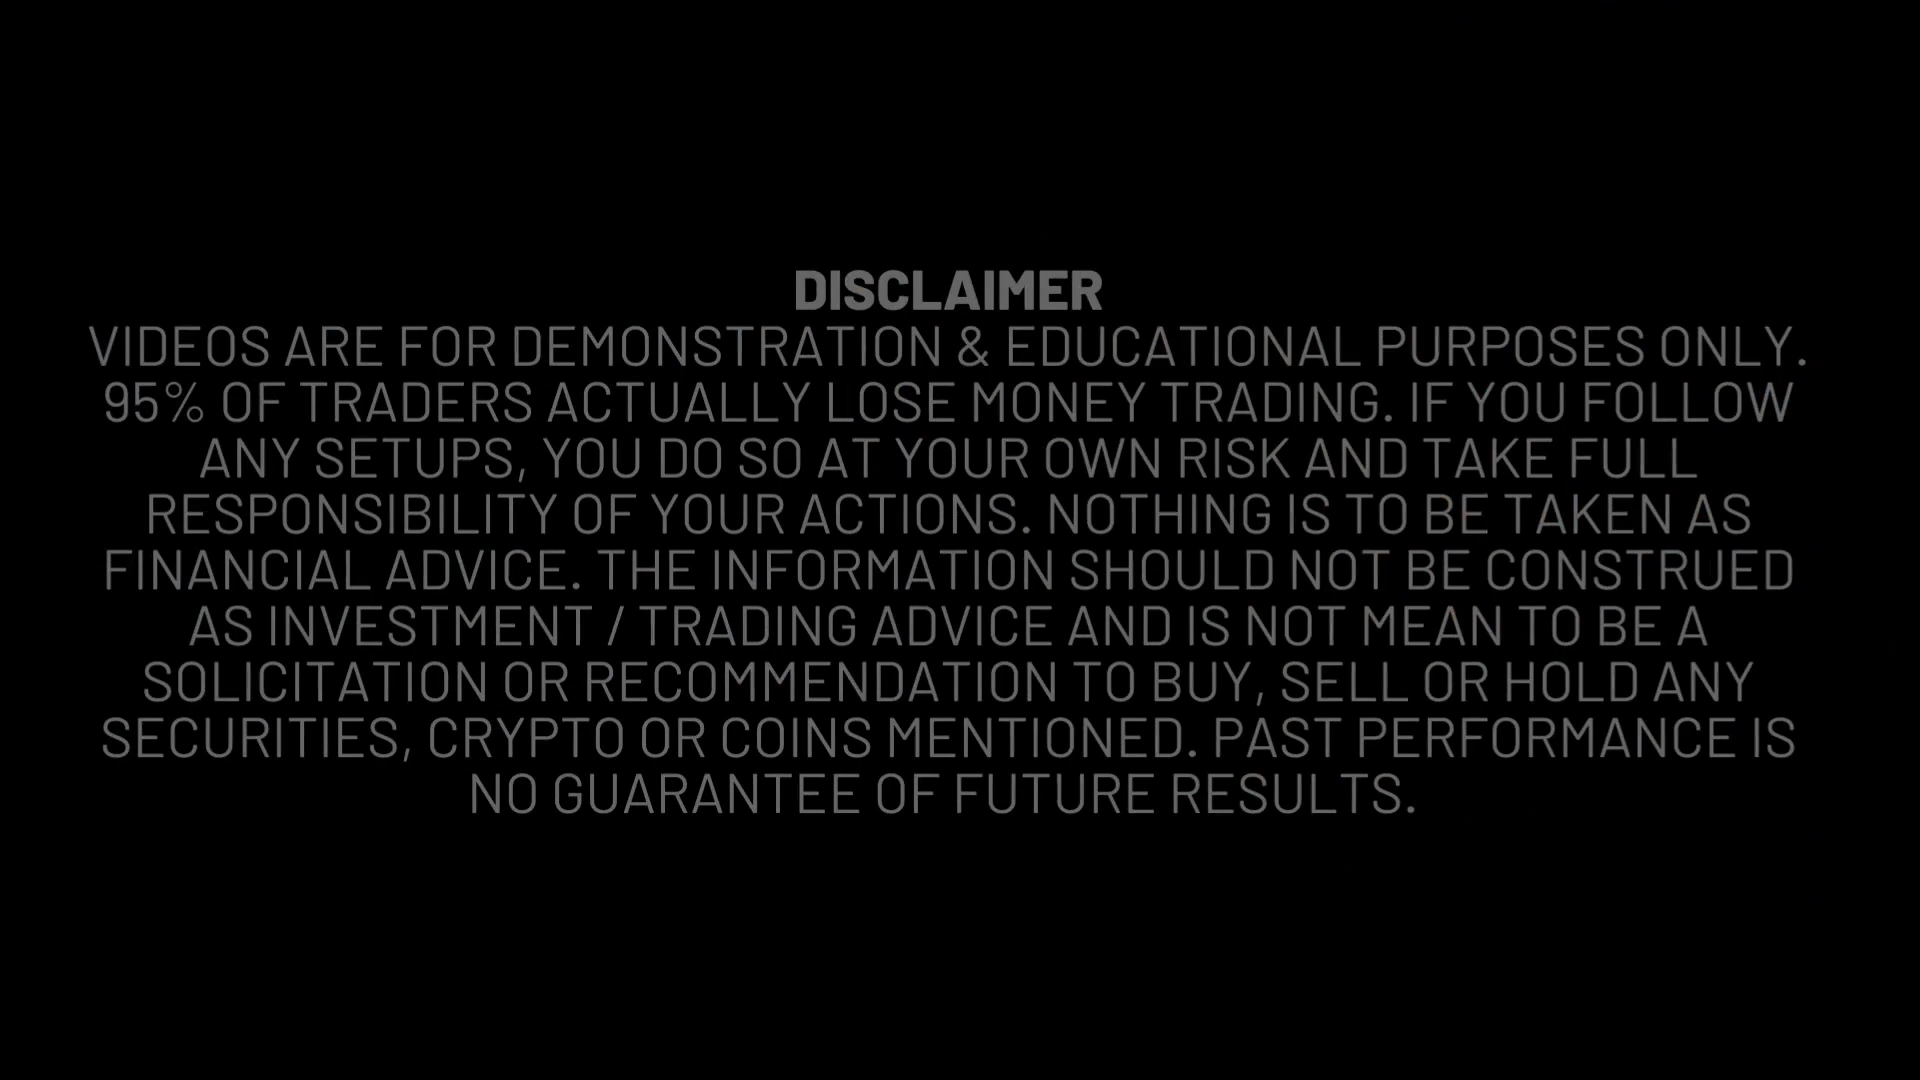 DISCLAIMER
VIDEOS ARE FOR DEMONSTRATION & EDUCATIONAL PURPOSES ONLY.
95% OF TRADERS ACTUALLY LOSE MONEY TRADING. IF YOU FOLLOW
ANY SETUPS, YOU DO SO AT YOUR OWN RISK AND TAKE FULL
RESPONSIBILITY OF YOUR ACTIONS. NOTHING IS TO BE TAKEN AS
FINANCIAL ADVICE. THE INFORMATION SHOULD NOT BE CONSTRUED
AS INVESTMENT / TRADING ADVICE AND IS NOT MEAN TO BE A
SOLICITATION OR RECOMMENDATION TO BUY, SELL OR HOLD ANY
SECURITIES, CRYPTO OR COINS MENTIONED. PAST PERFORMANCE IS
NO GUARANTEE OF FUTURE RESULTS.